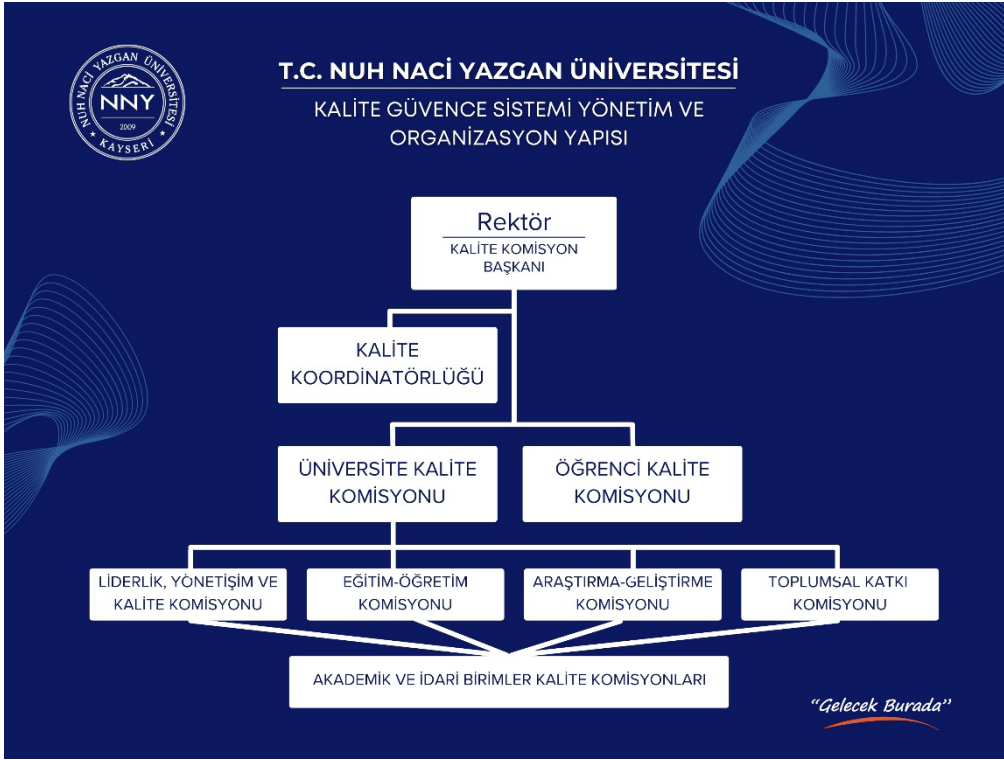 NUH NACİ YAZGAN ÜNİVERSİTESİ
NNY
2009
★ KAYSERİ ★
T.C. NUH NACİ YAZGAN ÜNİVERSİTESİ
KALİTE GÜVENCE SİSTEMİ YÖNETİM VE
ORGANİZASYON YAPISI
Rektör
KALİTE KOMİSYON
BAŞKANI
KALİTE
KOORDİNATÖRLÜĞÜ
ÜNİVERSİTE KALİTE
KOMİSYONU
ÖĞRENCİ KALİTE
KOMİSYONU
LİDERLİK, YÖNETİŞİM VE
KALİTE KOMİSYONU
EĞİTİM-ÖĞRETİM
KOMİSYONU
ARAŞTIRMA-GELİŞTİRME
KOMİSYONU
TOPLUMSAL KATKI
KOMİSYONU
AKADEMİK VE İDARİ BİRİMLER KALİTE KOMİSYONLARI
"Gelecek Burada"